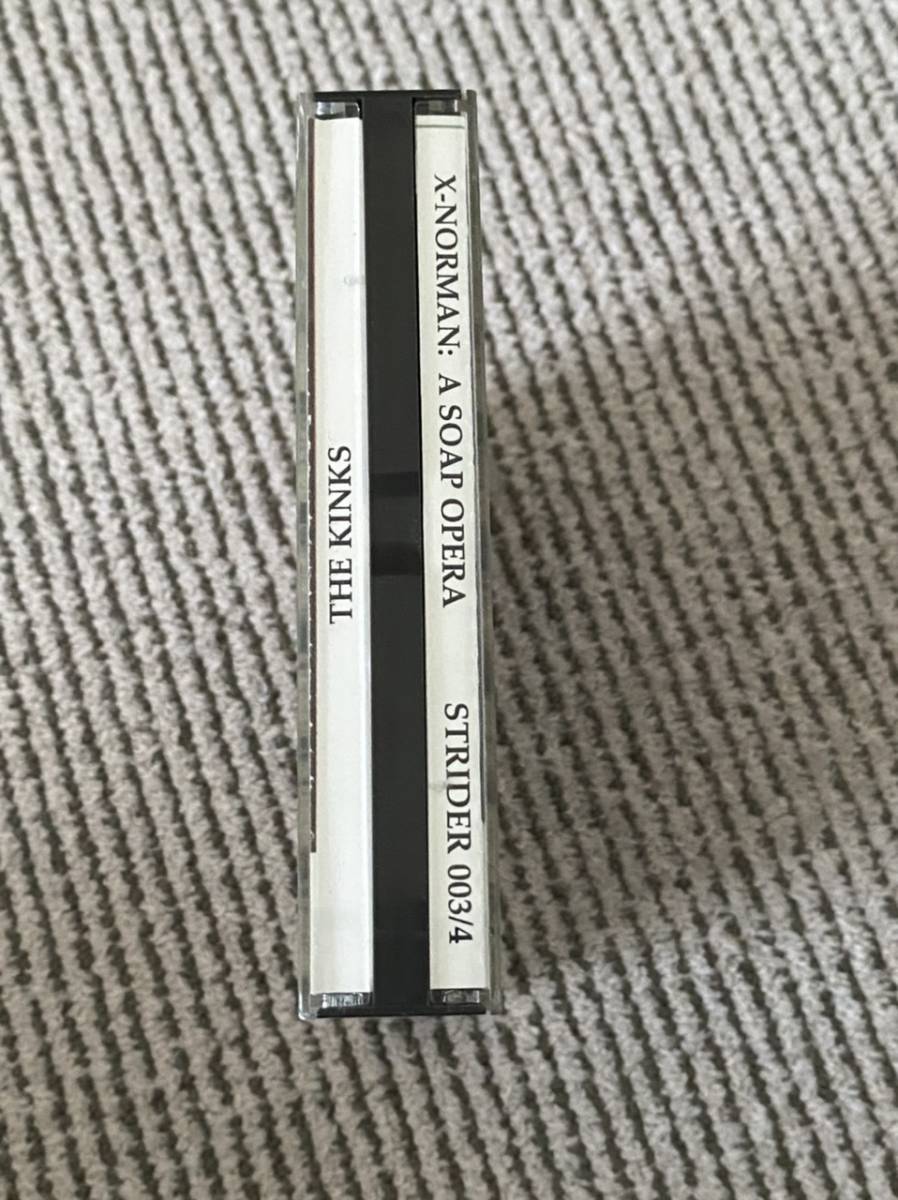 THE KINKS
X-NORMAN: A SOAP OPERA STRIDER 003/4